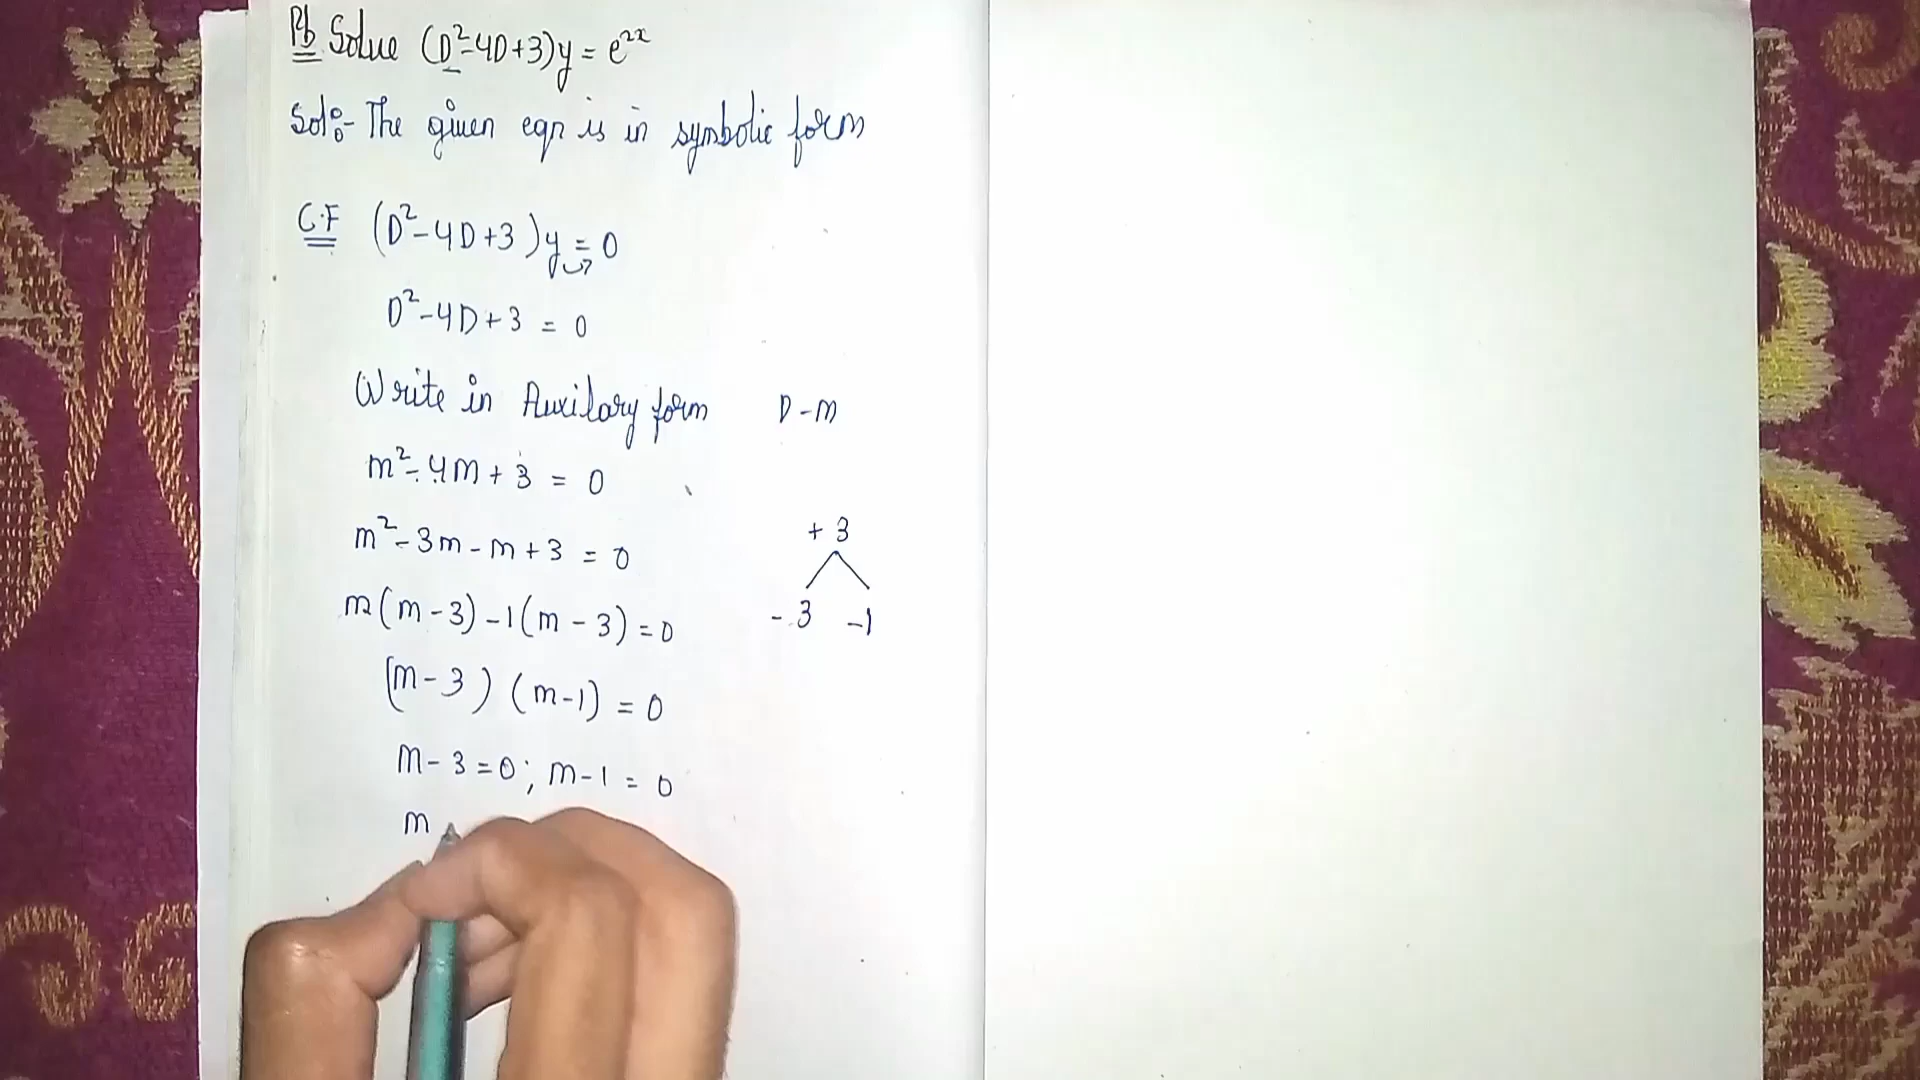 Pb Solve (D²-4D+3)y = e²ˣ
Sol:- The given eqn is in symbolic form
C.F (D²-4D+3)y = 0
D²-4D+3 = 0
Write in Auxilary form D-m
m²-4m+3 = 0
m²-3m-m+3 = 0
+3
m(m-3)-1(m-3)=0
-3 -1
(m-3)(m-1) = 0
m-3=0; m-1=0
m